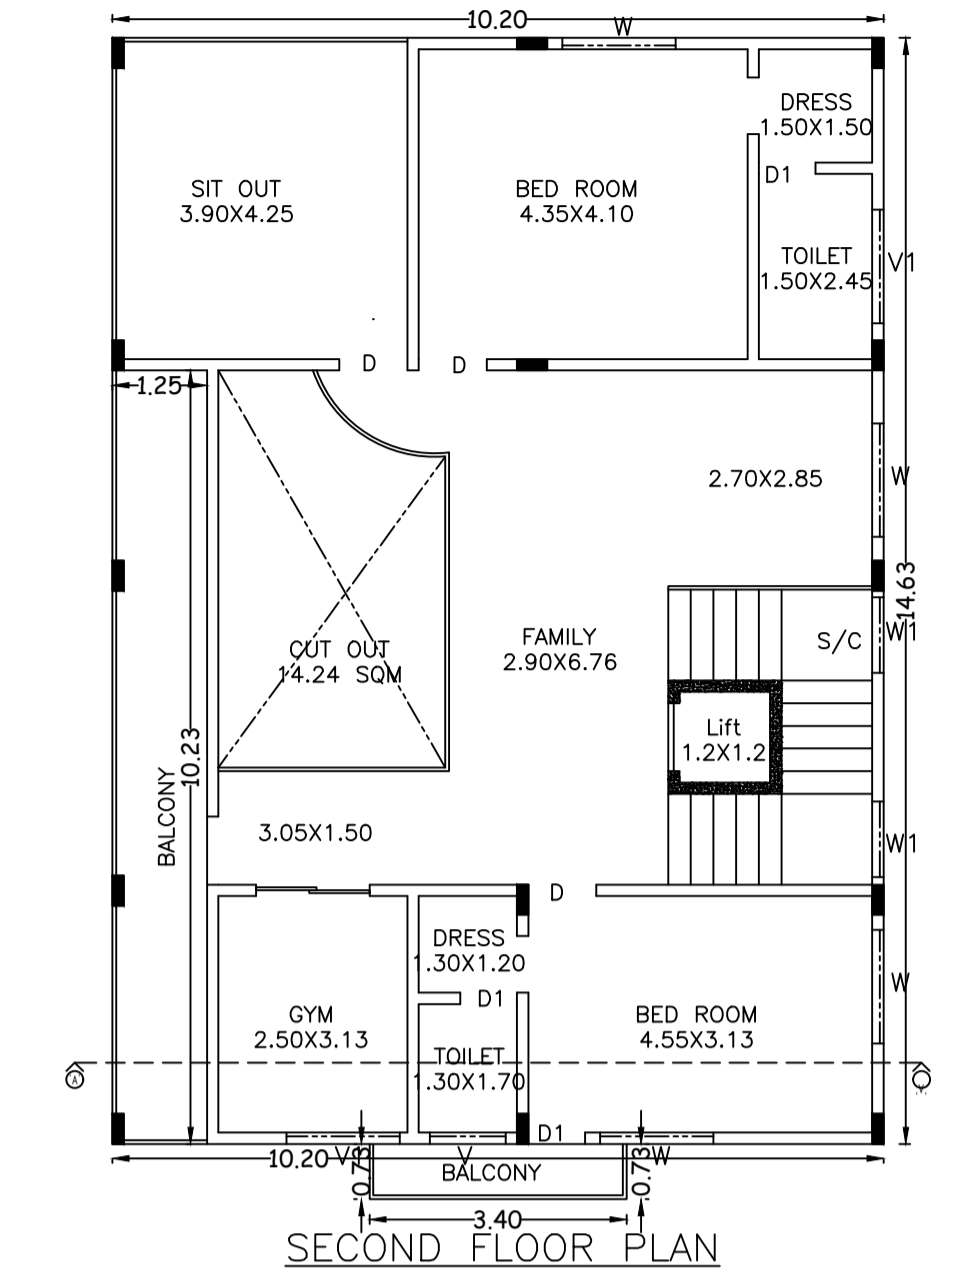 10.20
W
DRESS
1.50X1.50
D1
SIT OUT
3.90X4.25
BED ROOM
4.35X4.10
TOILET
1.50X2.45
V1
D
D
1.25
2.70X2.85
W
14.63
FAMILY
2.90X6.76
S/C
W1
CUT OUT
14.24 SQM
Lift
1.2X1.2
10.23
BALCONY
3.05X1.50
W1
D
DRESS
1.30X1.20
D1
W
GYM
2.50X3.13
BED ROOM
4.55X3.13
TOILET
1.30X1.70
A
D1
10.20
V
W
0.73
BALCONY
0.73
3.40
SECOND FLOOR PLAN